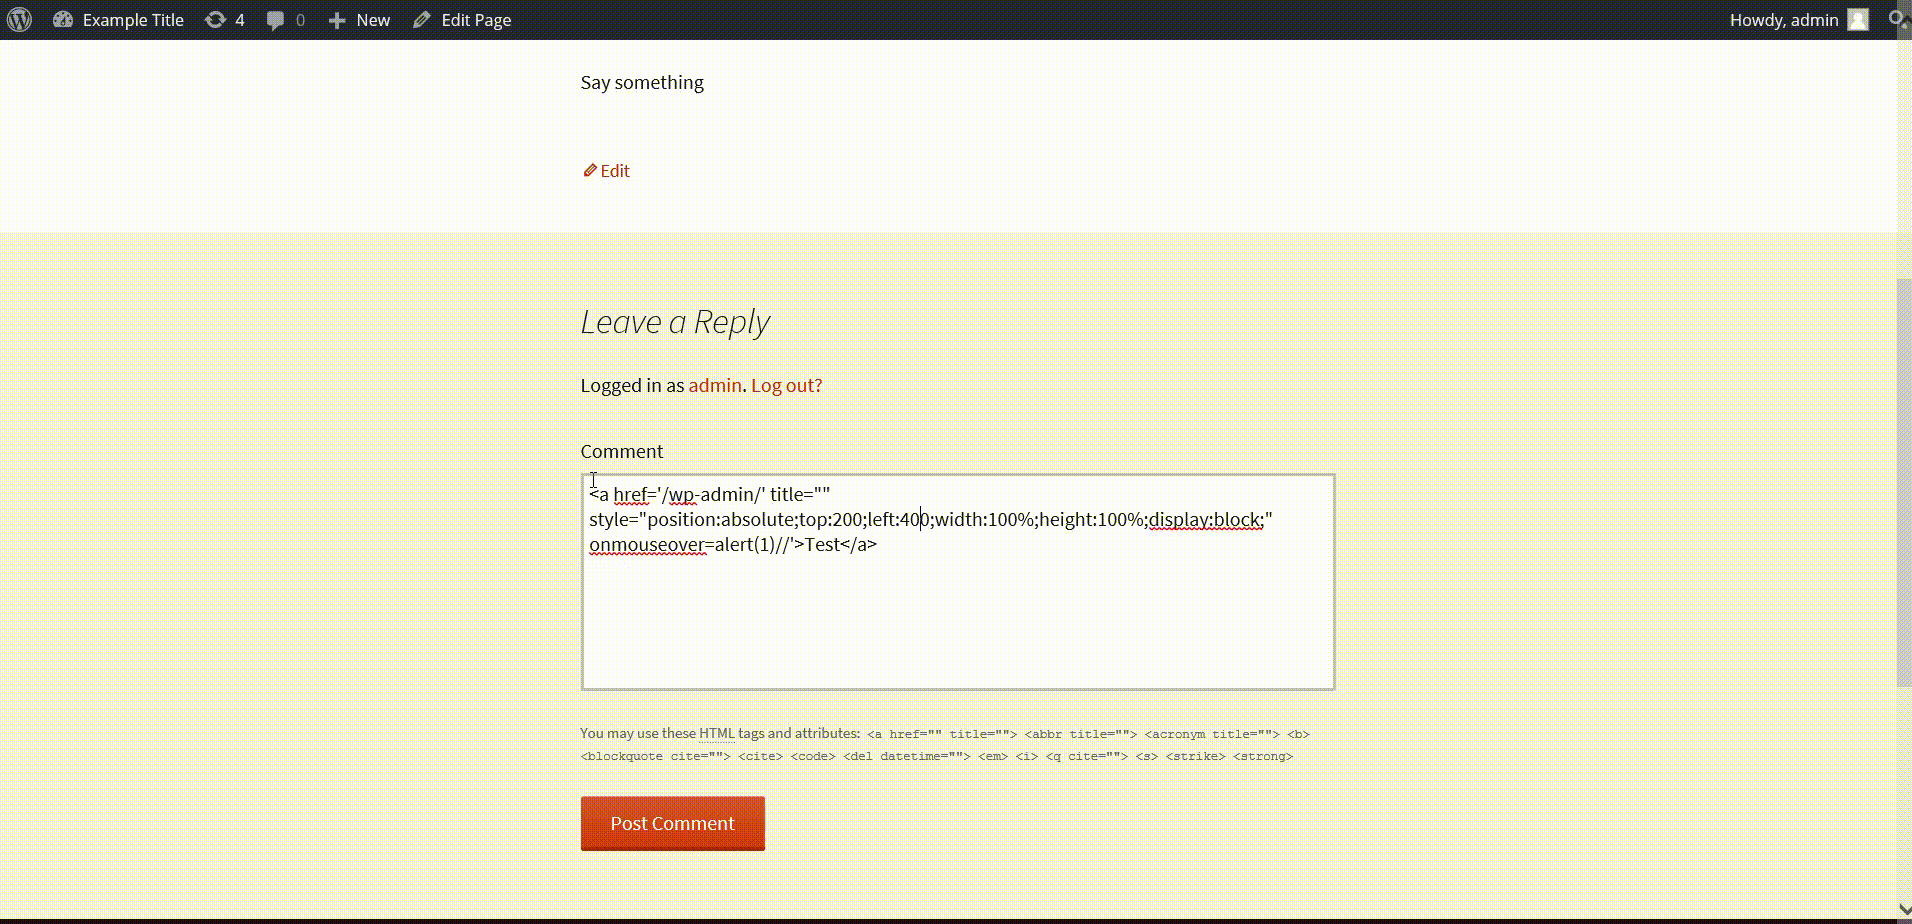 Example Title 4 0 New Edit Page Howdy, admin
Say something
Edit
Leave a Reply
Logged in as admin. Log out?
Comment
<a href='/wp-admin/' title=""
style="position:absolute;top:200;left:400;width:100%;height:100%;display:block;"
onmouseover=alert(1)//'>Test</a>
You may use these HTML tags and attributes: <a href="" title=""> <abbr title=""> <acronym title=""> <b>
<blockquote cite=""> <cite> <code> <del datetime=""> <em> <i> <q cite=""> <s> <strike> <strong>
Post Comment